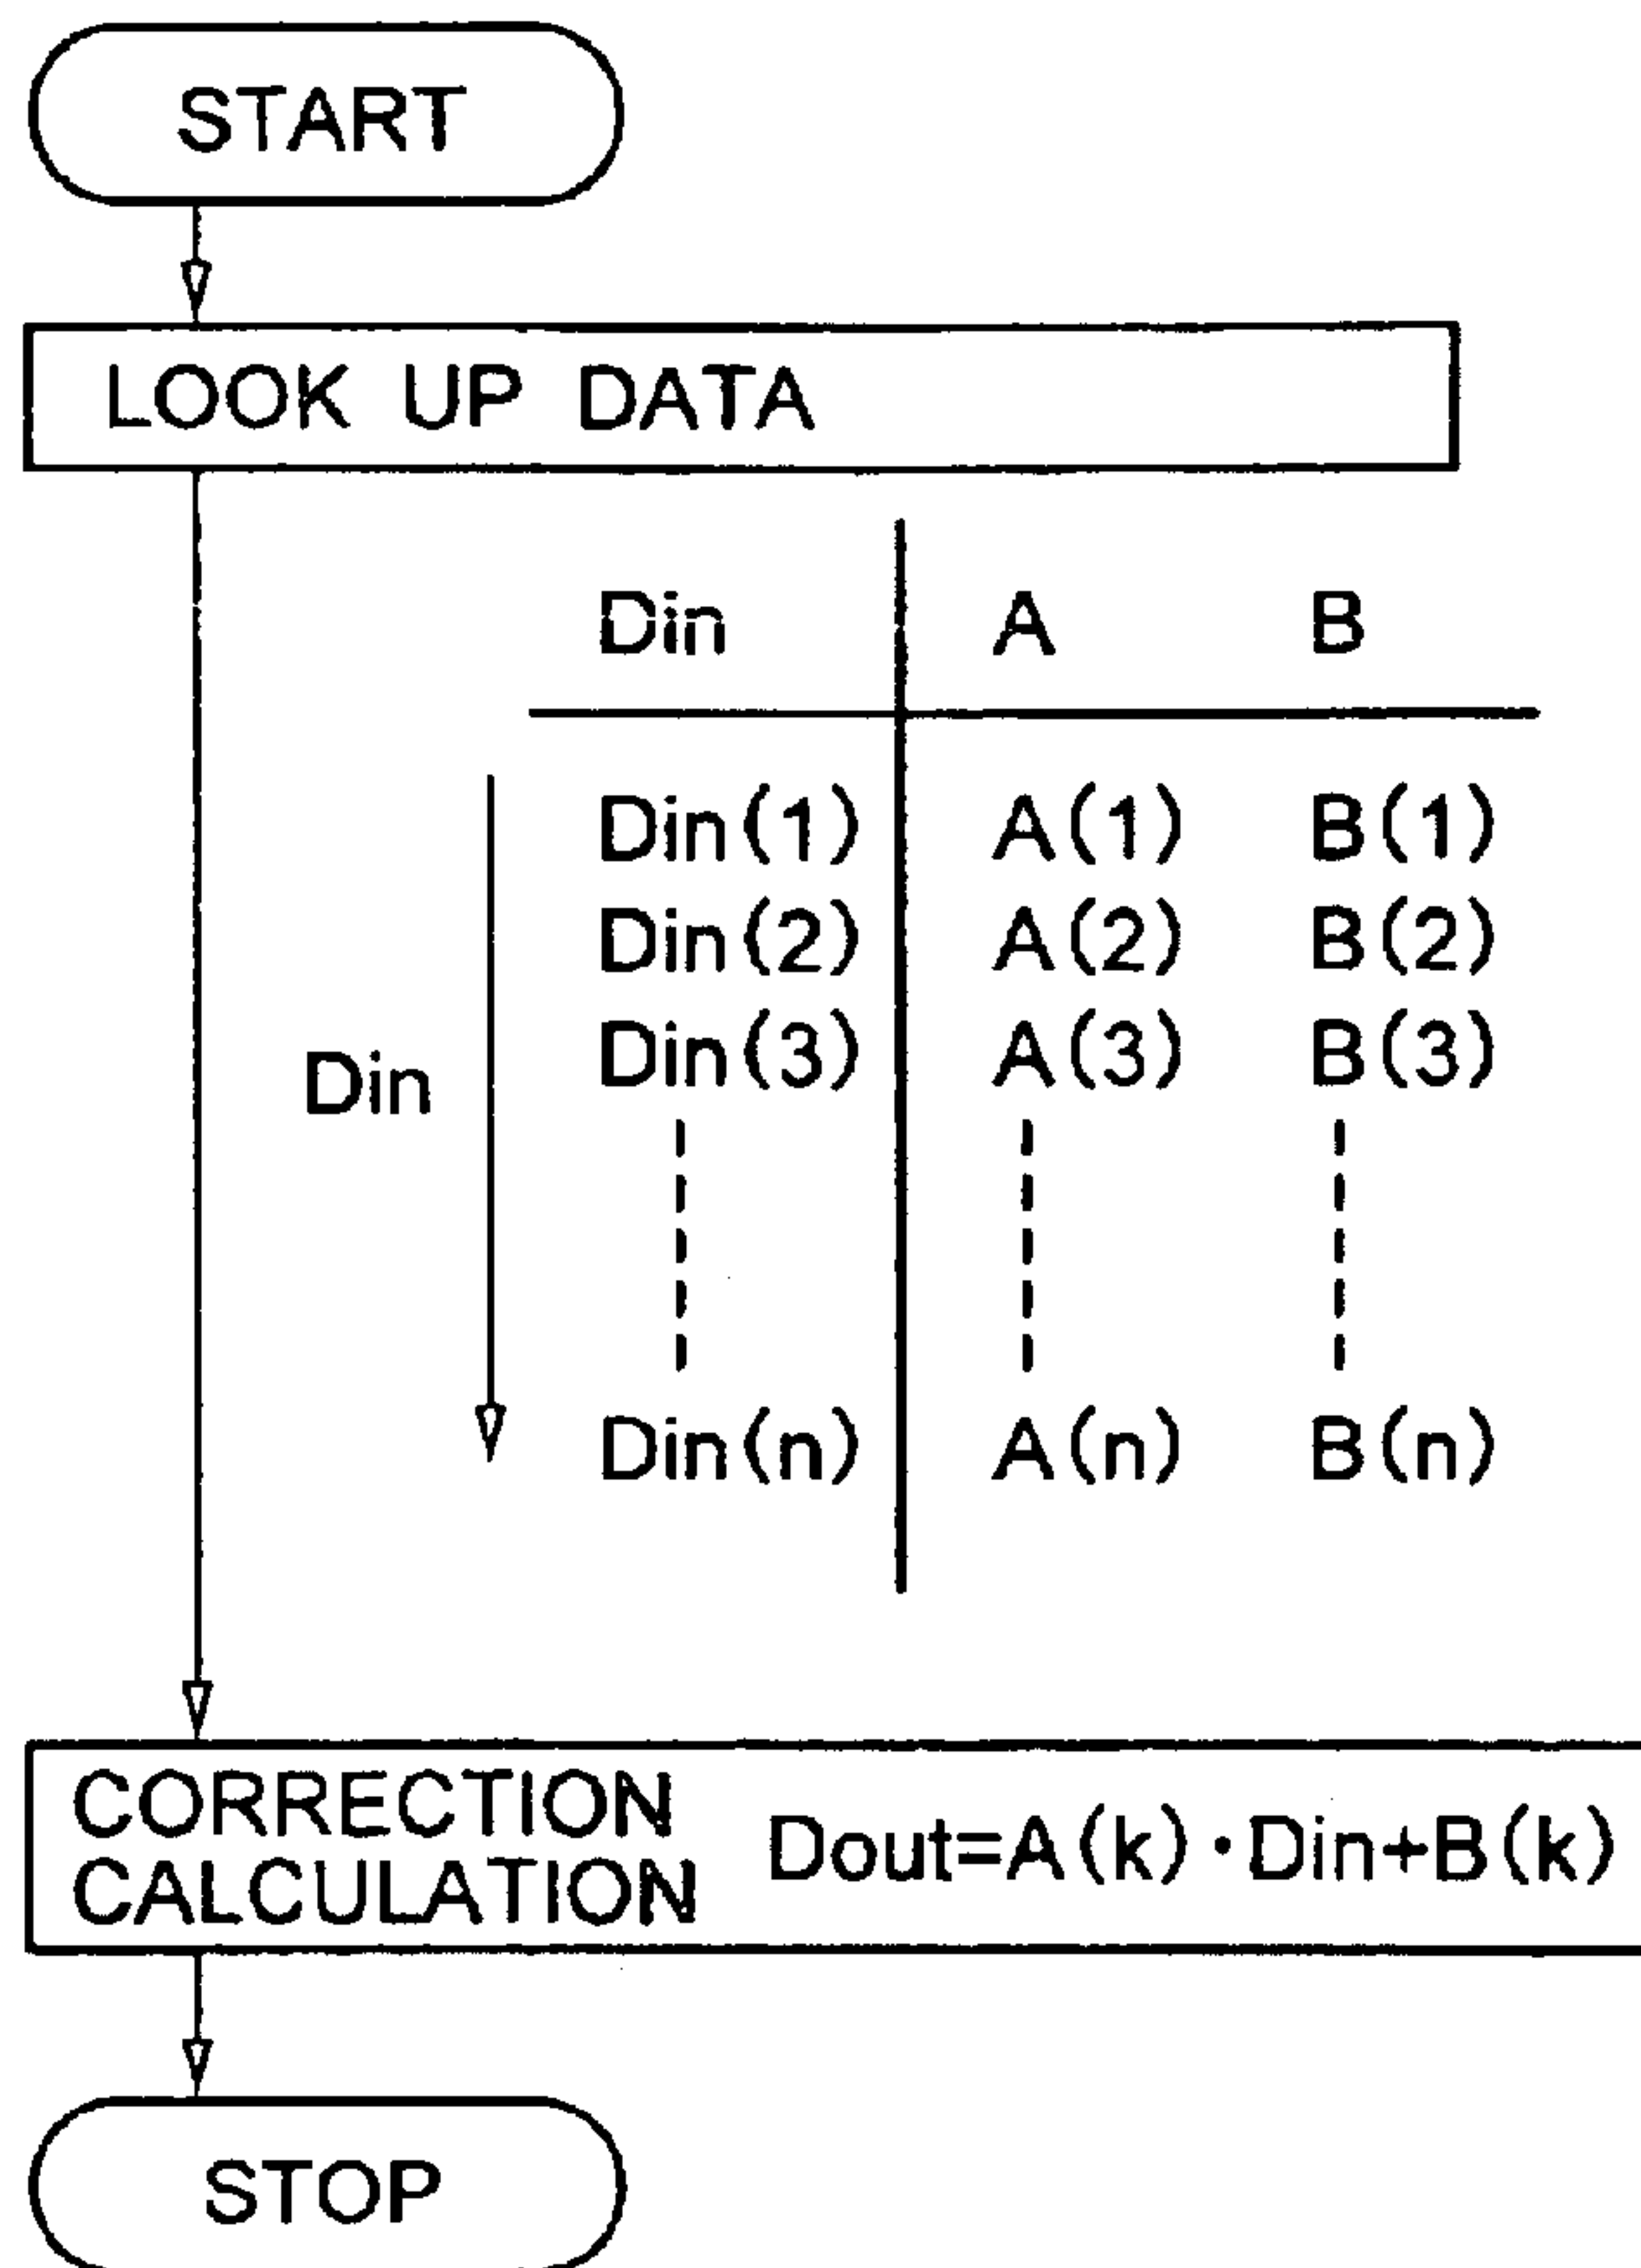 START
LOOK UP DATA
Din A B
Din(1) A(1) B(1)
Din(2) A(2) B(2)
Din(3) A(3) B(3)
Din
Din(n) A(n) B(n)
CORRECTION
CALCULATION
Dout=A(k)·Din+B(k)
STOP